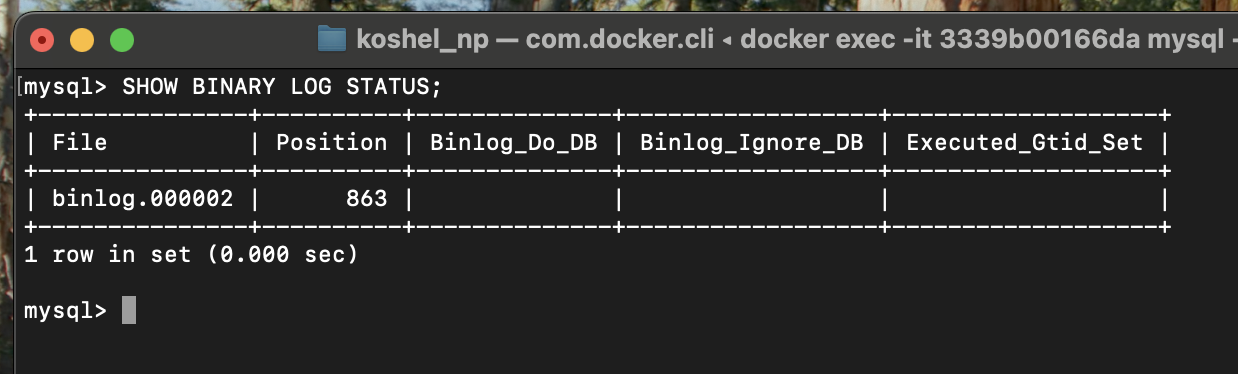 koshel_np — com.docker.cli ◂ docker exec -it 3339b00166da mysql -
[mysql> SHOW BINARY LOG STATUS;
+----------------+-----------+---------------+-------------------+--------------------+
| File           | Position  | Binlog_Do_DB  | Binlog_Ignore_DB  | Executed_Gtid_Set  |
+----------------+-----------+---------------+-------------------+--------------------+
| binlog.000002  |      863  |               |                   |                    |
+----------------+-----------+---------------+-------------------+--------------------+
1 row in set (0.000 sec)
mysql>